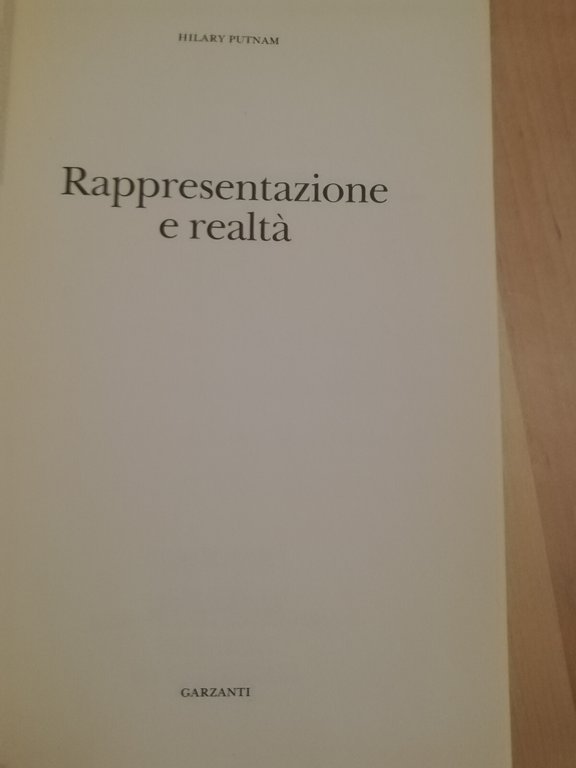 HILARY PUTNAM
Rappresentazione
e realtà
GARZANTI